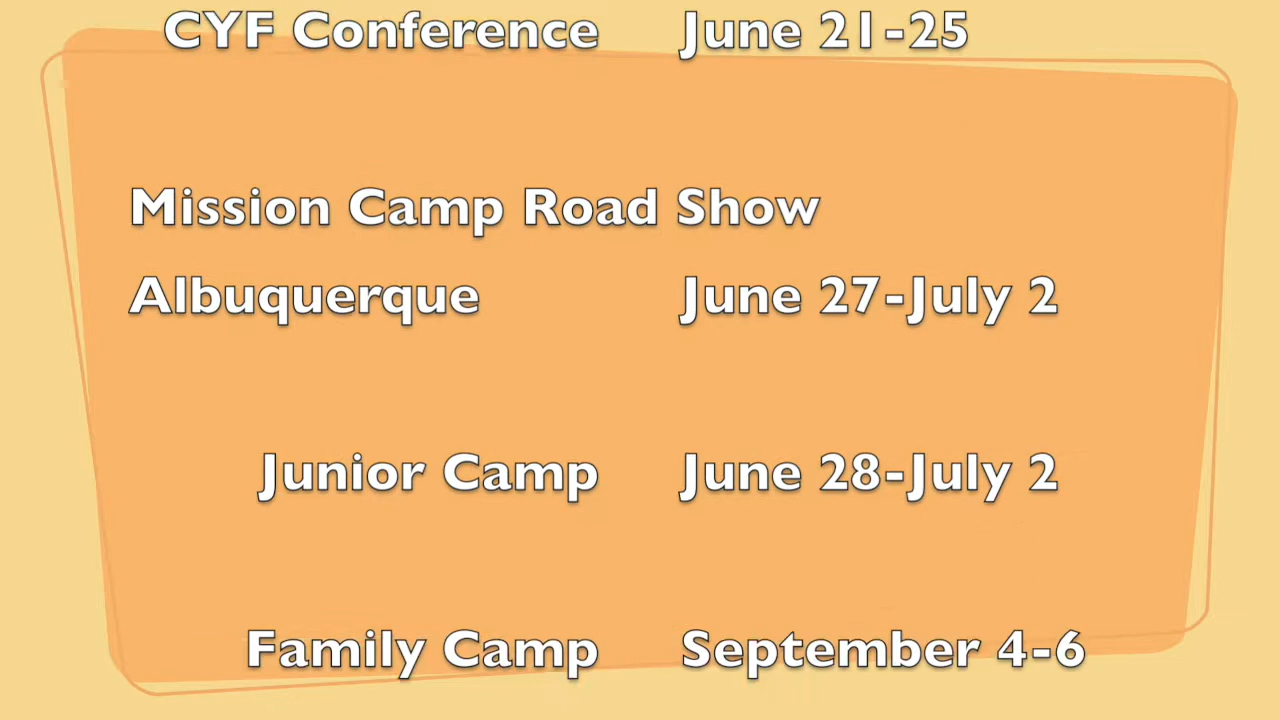 CYF Conference June 21-25
Mission Camp Road Show
Albuquerque June 27-July 2
Junior Camp June 28-July 2
Family Camp September 4-6